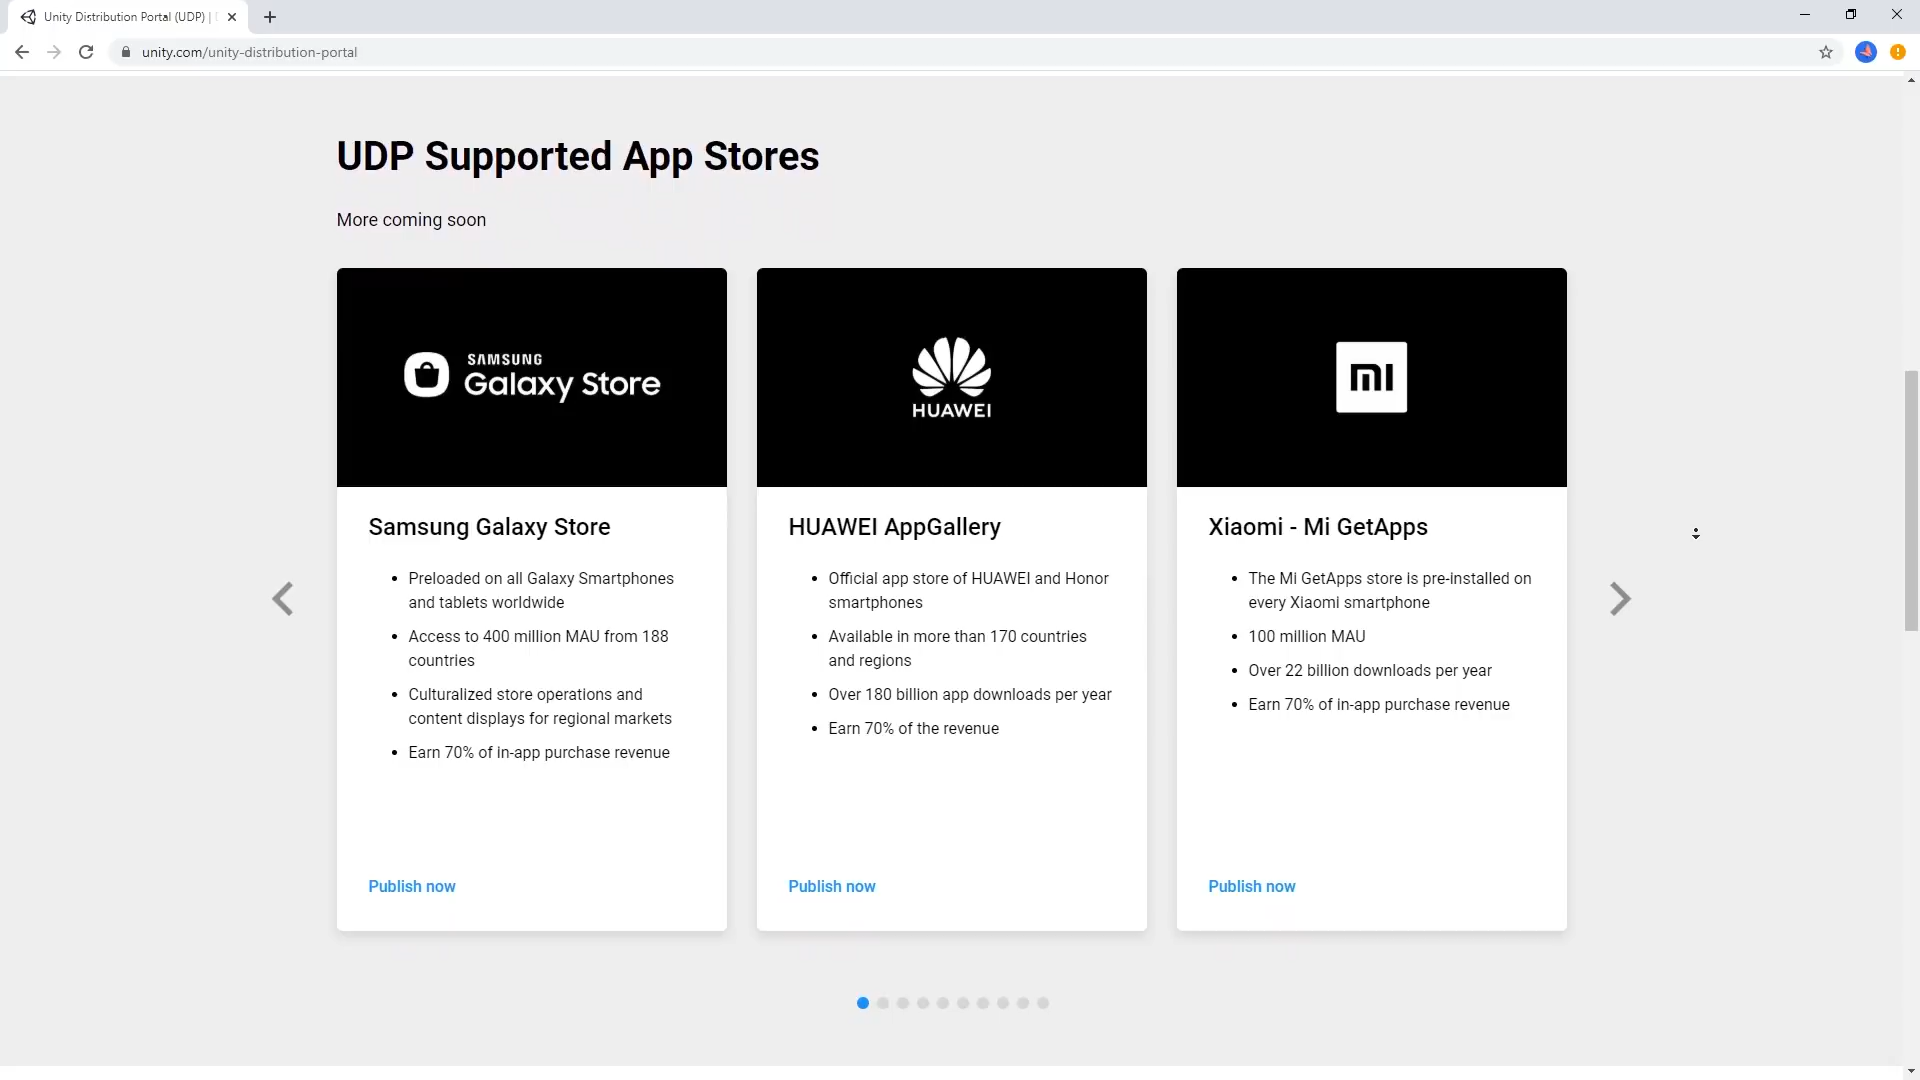 Unity Distribution Portal (UDP) |
unity.com/unity-distribution-portal
UDP Supported App Stores
More coming soon
SAMSUNG
Galaxy Store
HUAWEI
mi
Samsung Galaxy Store
• Preloaded on all Galaxy Smartphones
and tablets worldwide
• Access to 400 million MAU from 188
countries
• Culturalized store operations and
content displays for regional markets
• Earn 70% of in-app purchase revenue
Publish now
HUAWEI AppGallery
• Official app store of HUAWEI and Honor
smartphones
• Available in more than 170 countries
and regions
• Over 180 billion app downloads per year
• Earn 70% of the revenue
Publish now
Xiaomi - Mi GetApps
• The Mi GetApps store is pre-installed on
every Xiaomi smartphone
• 100 million MAU
• Over 22 billion downloads per year
• Earn 70% of in-app purchase revenue
Publish now